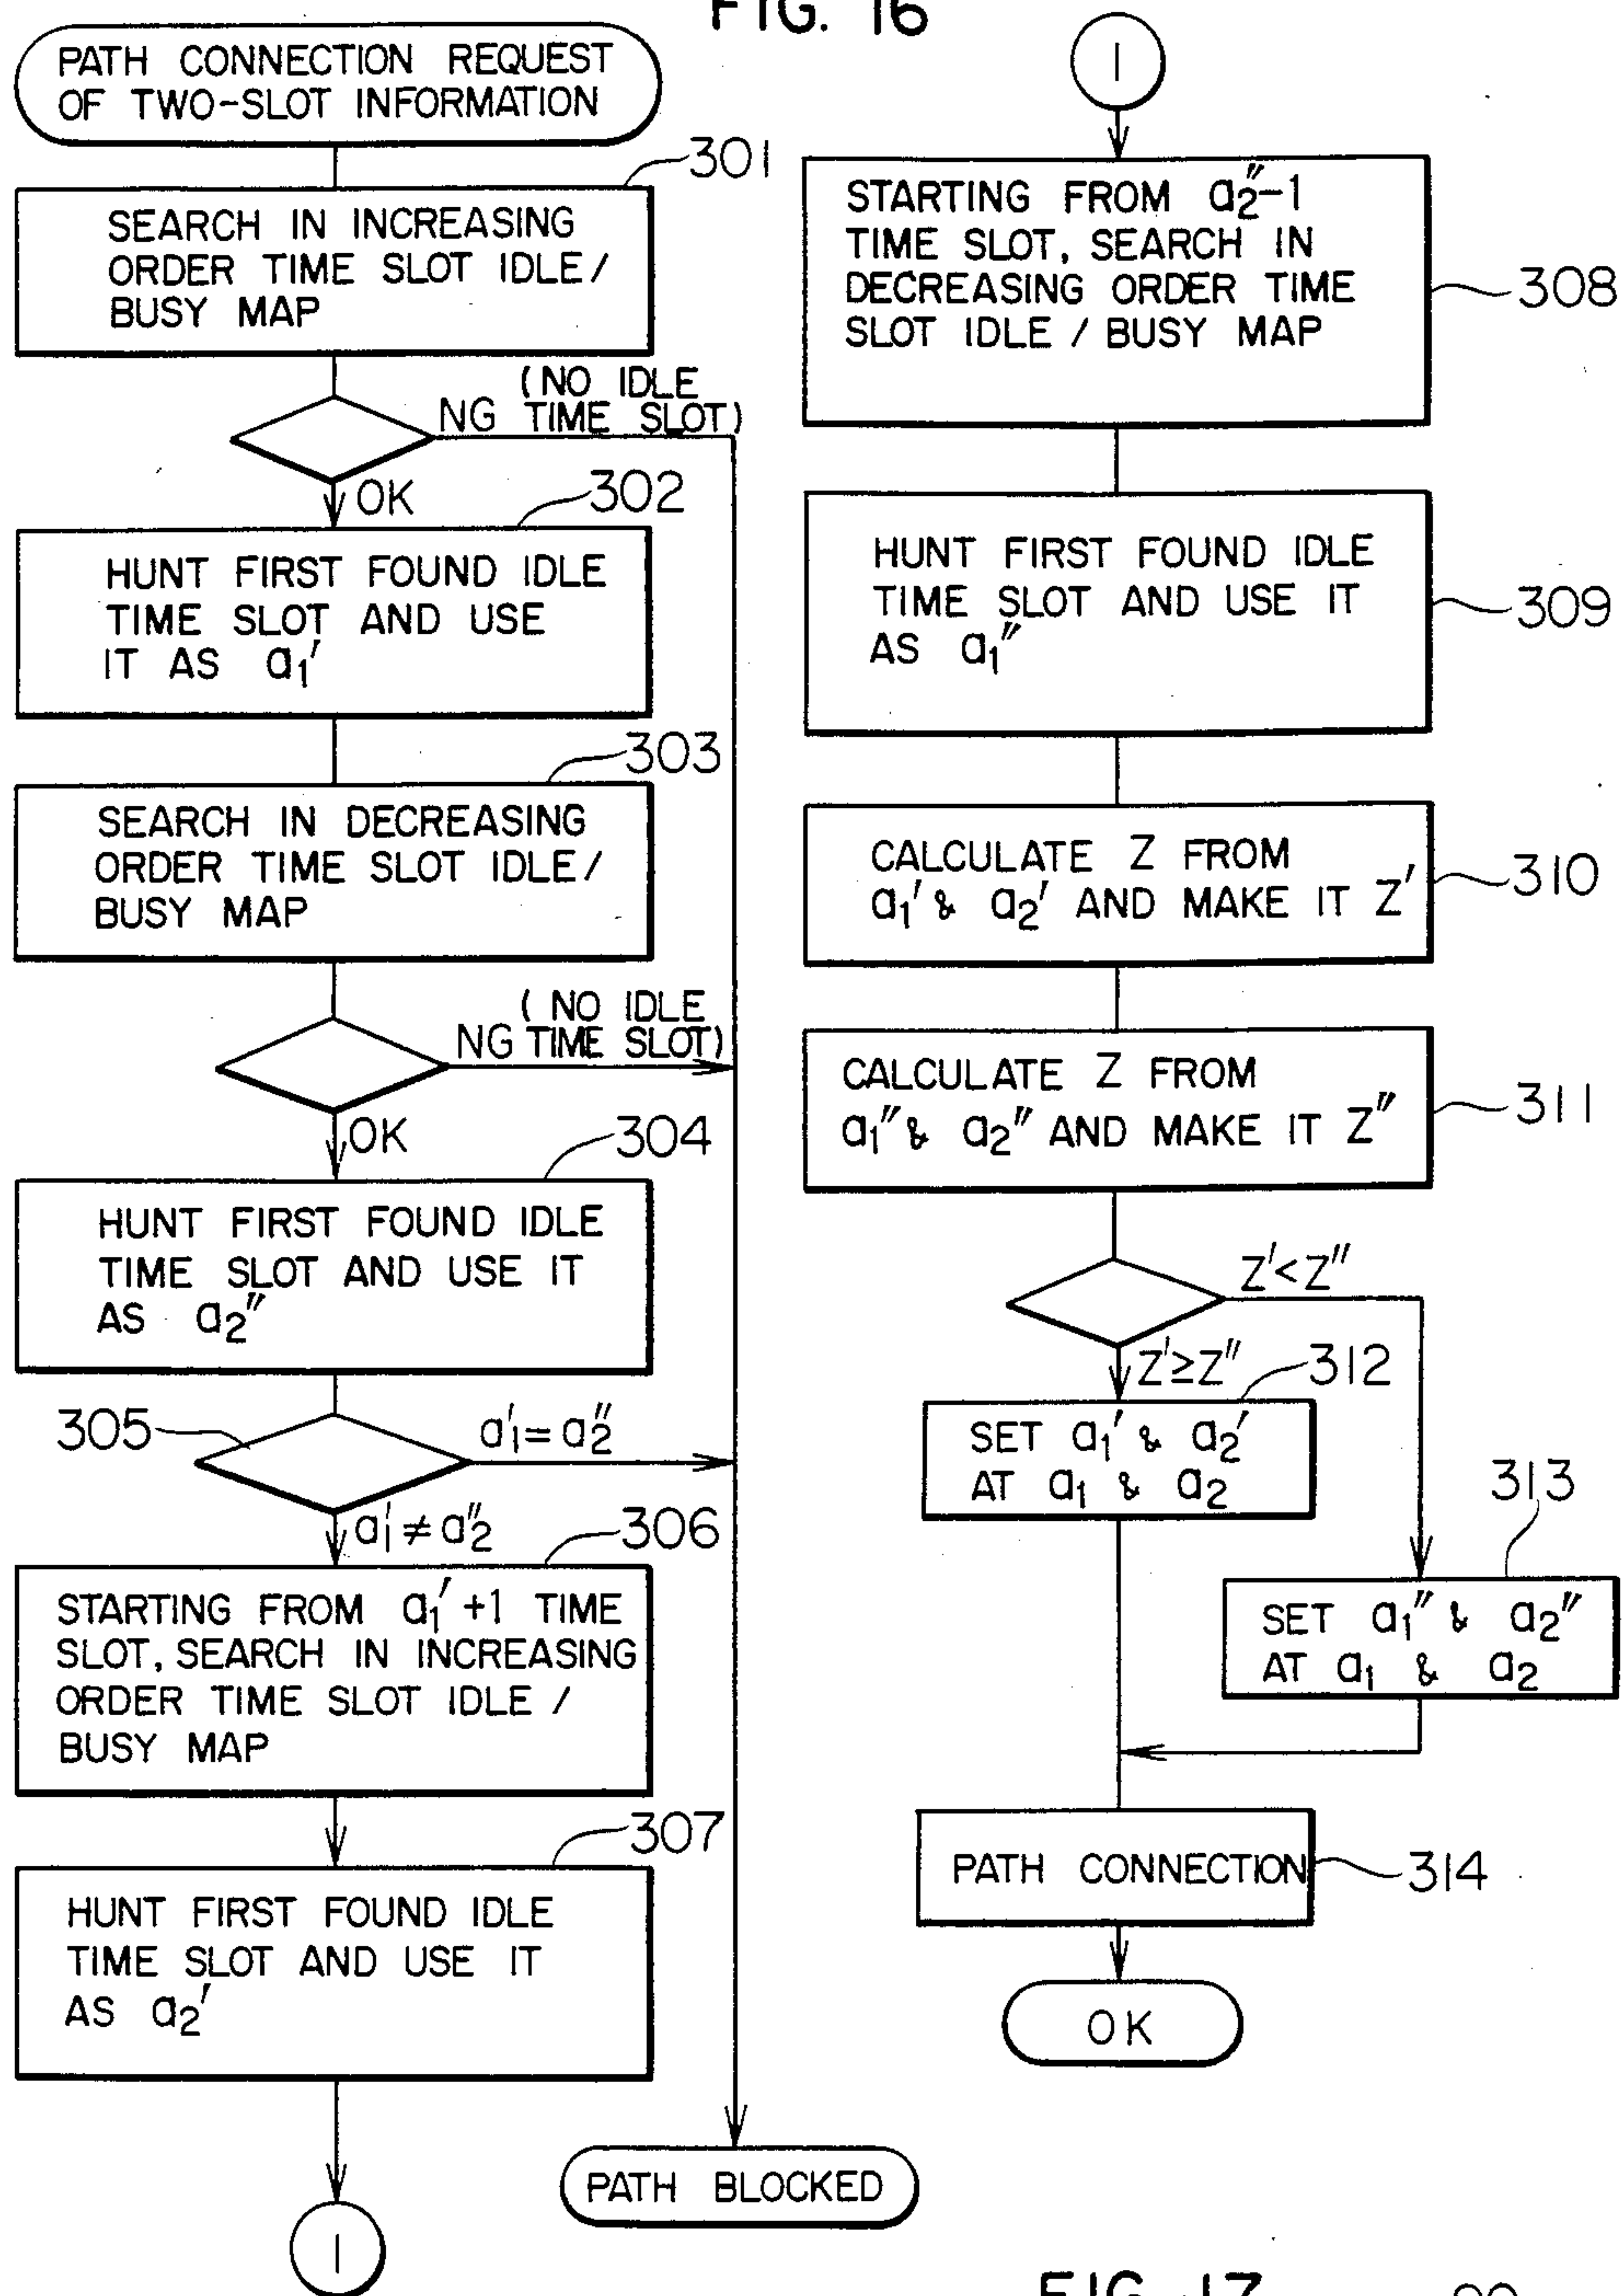 FIG. 16
PATH CONNECTION REQUEST
OF TWO-SLOT INFORMATION
301
SEARCH IN INCREASING
ORDER TIME SLOT IDLE/
BUSY MAP
(NO IDLE
NG TIME SLOT)
OK
302
HUNT FIRST FOUND IDLE
TIME SLOT AND USE
IT AS a₁'
303
SEARCH IN DECREASING
ORDER TIME SLOT IDLE/
BUSY MAP
(NO IDLE
NG TIME SLOT)
OK
304
HUNT FIRST FOUND IDLE
TIME SLOT AND USE IT
AS a₂"
305
a₁'=a₂"
a₁'≠a₂"
306
STARTING FROM a₁'+1 TIME
SLOT, SEARCH IN INCREASING
ORDER TIME SLOT IDLE /
BUSY MAP
307
HUNT FIRST FOUND IDLE
TIME SLOT AND USE IT
AS a₂'
I
PATH BLOCKED
I
STARTING FROM a₂"-1
TIME SLOT, SEARCH IN
DECREASING ORDER TIME
SLOT IDLE / BUSY MAP
308
HUNT FIRST FOUND IDLE
TIME SLOT AND USE IT
AS a₁"
309
CALCULATE Z FROM
a₁' & a₂' AND MAKE IT Z'
310
CALCULATE Z FROM
a₁" & a₂" AND MAKE IT Z"
311
Z'<Z"
Z'≥Z"
312
SET a₁' & a₂'
AT a₁ & a₂
313
SET a₁" & a₂"
AT a₁ & a₂
PATH CONNECTION
314
OK
FIG. 17